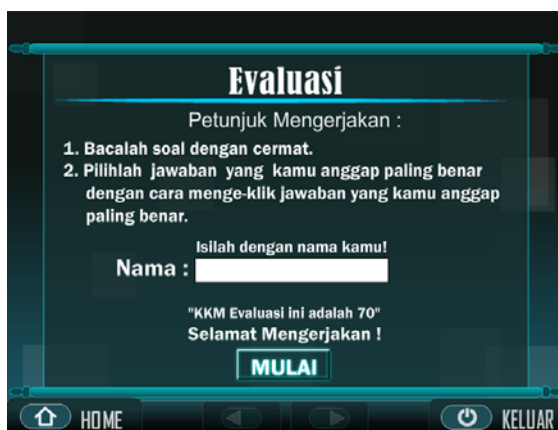 Evaluasi
Petunjuk Mengerjakan :
1. Bacalah soal dengan cermat.
2. Pilihlah jawaban yang kamu anggap paling benar
dengan cara menge-klik jawaban yang kamu anggap
paling benar.
Isilah dengan nama kamu!
Nama :
"KKM Evaluasi ini adalah 70"
Selamat Mengerjakan !
MULAI
HOME
KELUAR